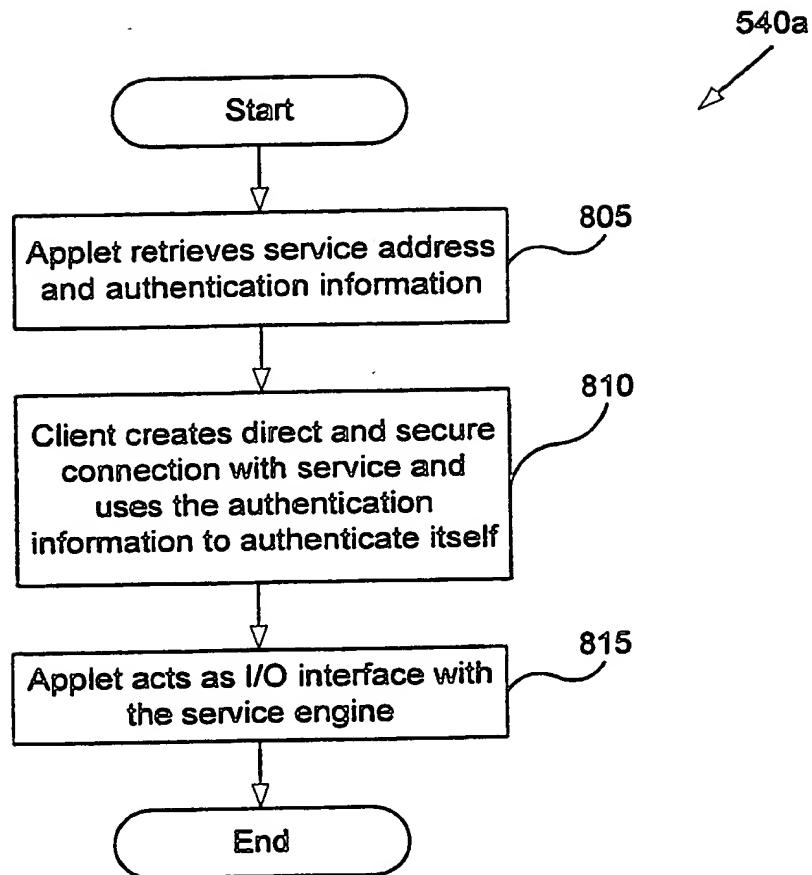 540a
Start
805
Applet retrieves service address
and authentication information
810
Client creates direct and secure
connection with service and
uses the authentication
information to authenticate itself
815
Applet acts as I/O interface with
the service engine
End